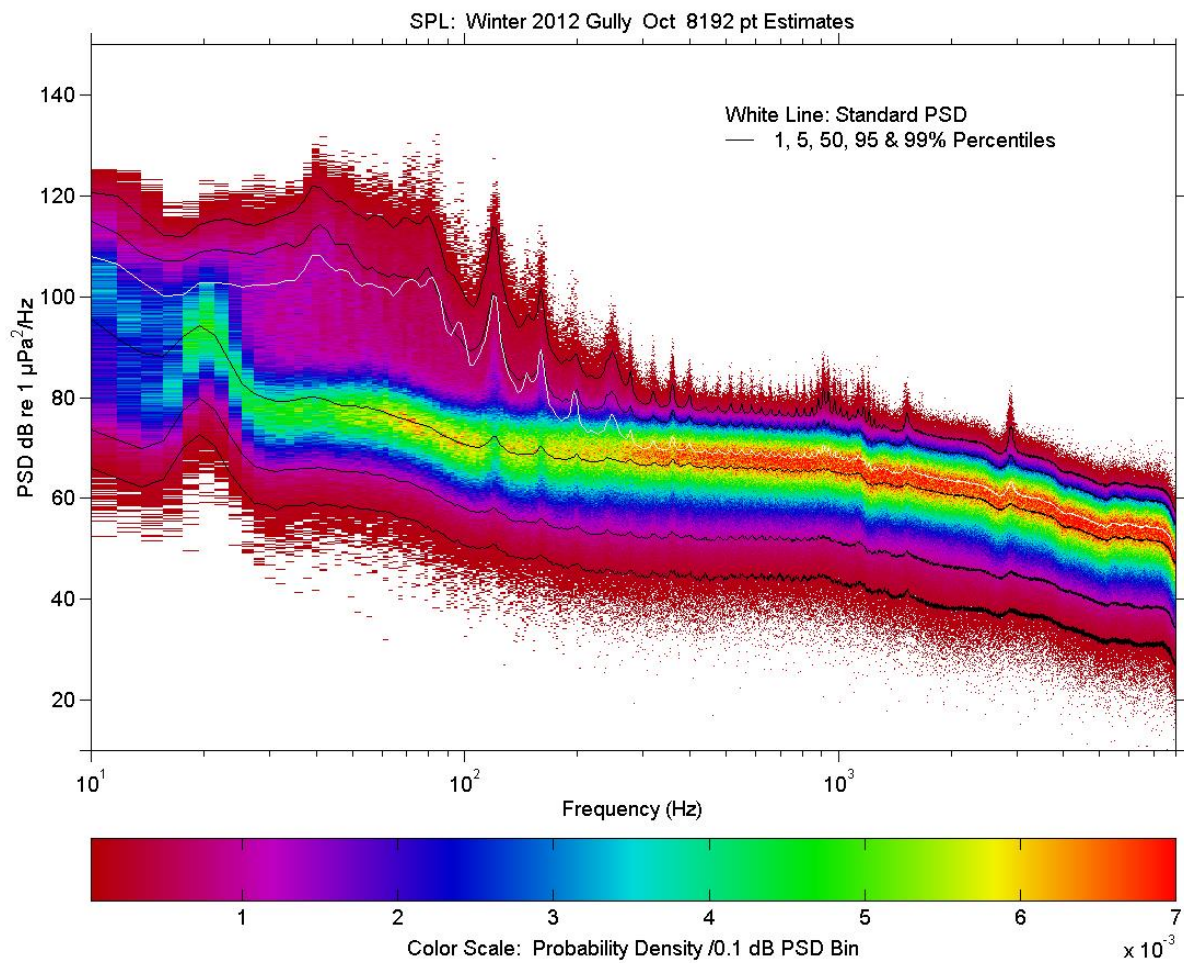 SPL: Winter 2012 Gully Oct 8192 pt Estimates
140
120
100
80
60
40
20
PSD dB re 1 µPa²/Hz
White Line: Standard PSD
1, 5, 50, 95 & 99% Percentiles
10¹ 10² 10³
Frequency (Hz)
1 2 3 4 5 6 7
Color Scale: Probability Density /0.1 dB PSD Bin x 10⁻³